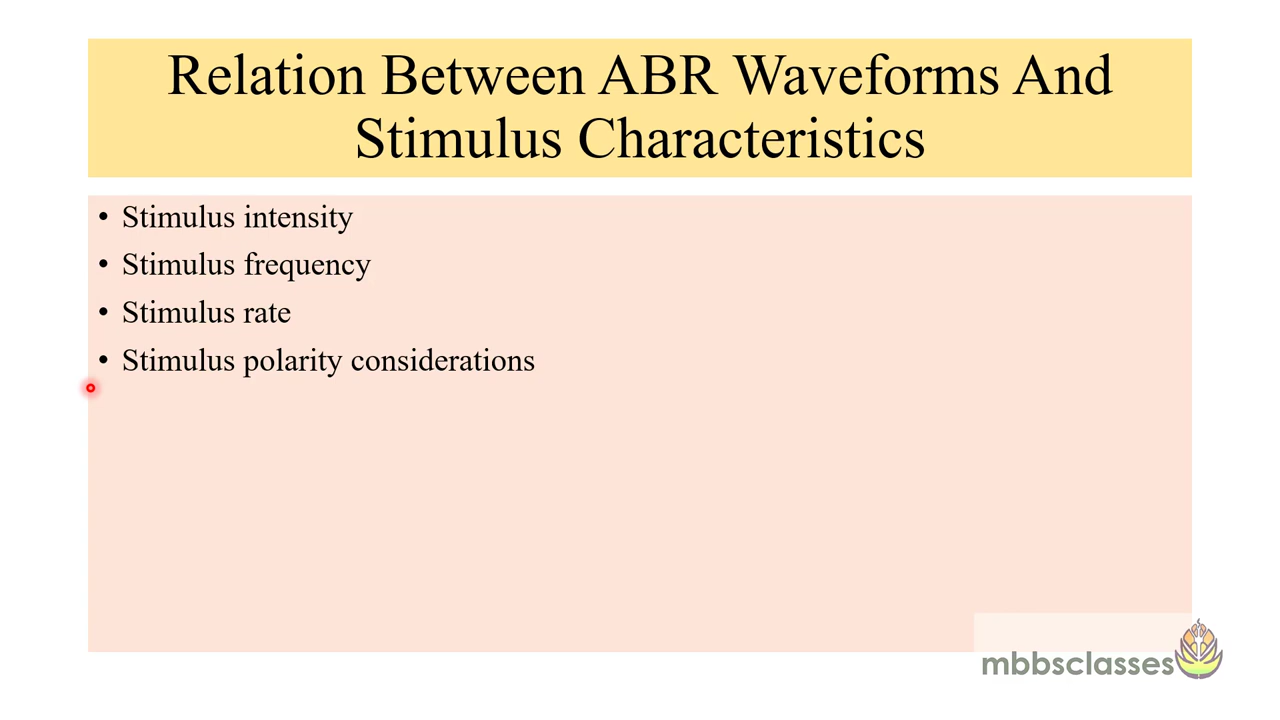 Relation Between ABR Waveforms And
Stimulus Characteristics
• Stimulus intensity
• Stimulus frequency
• Stimulus rate
• Stimulus polarity considerations
mbbsclasses